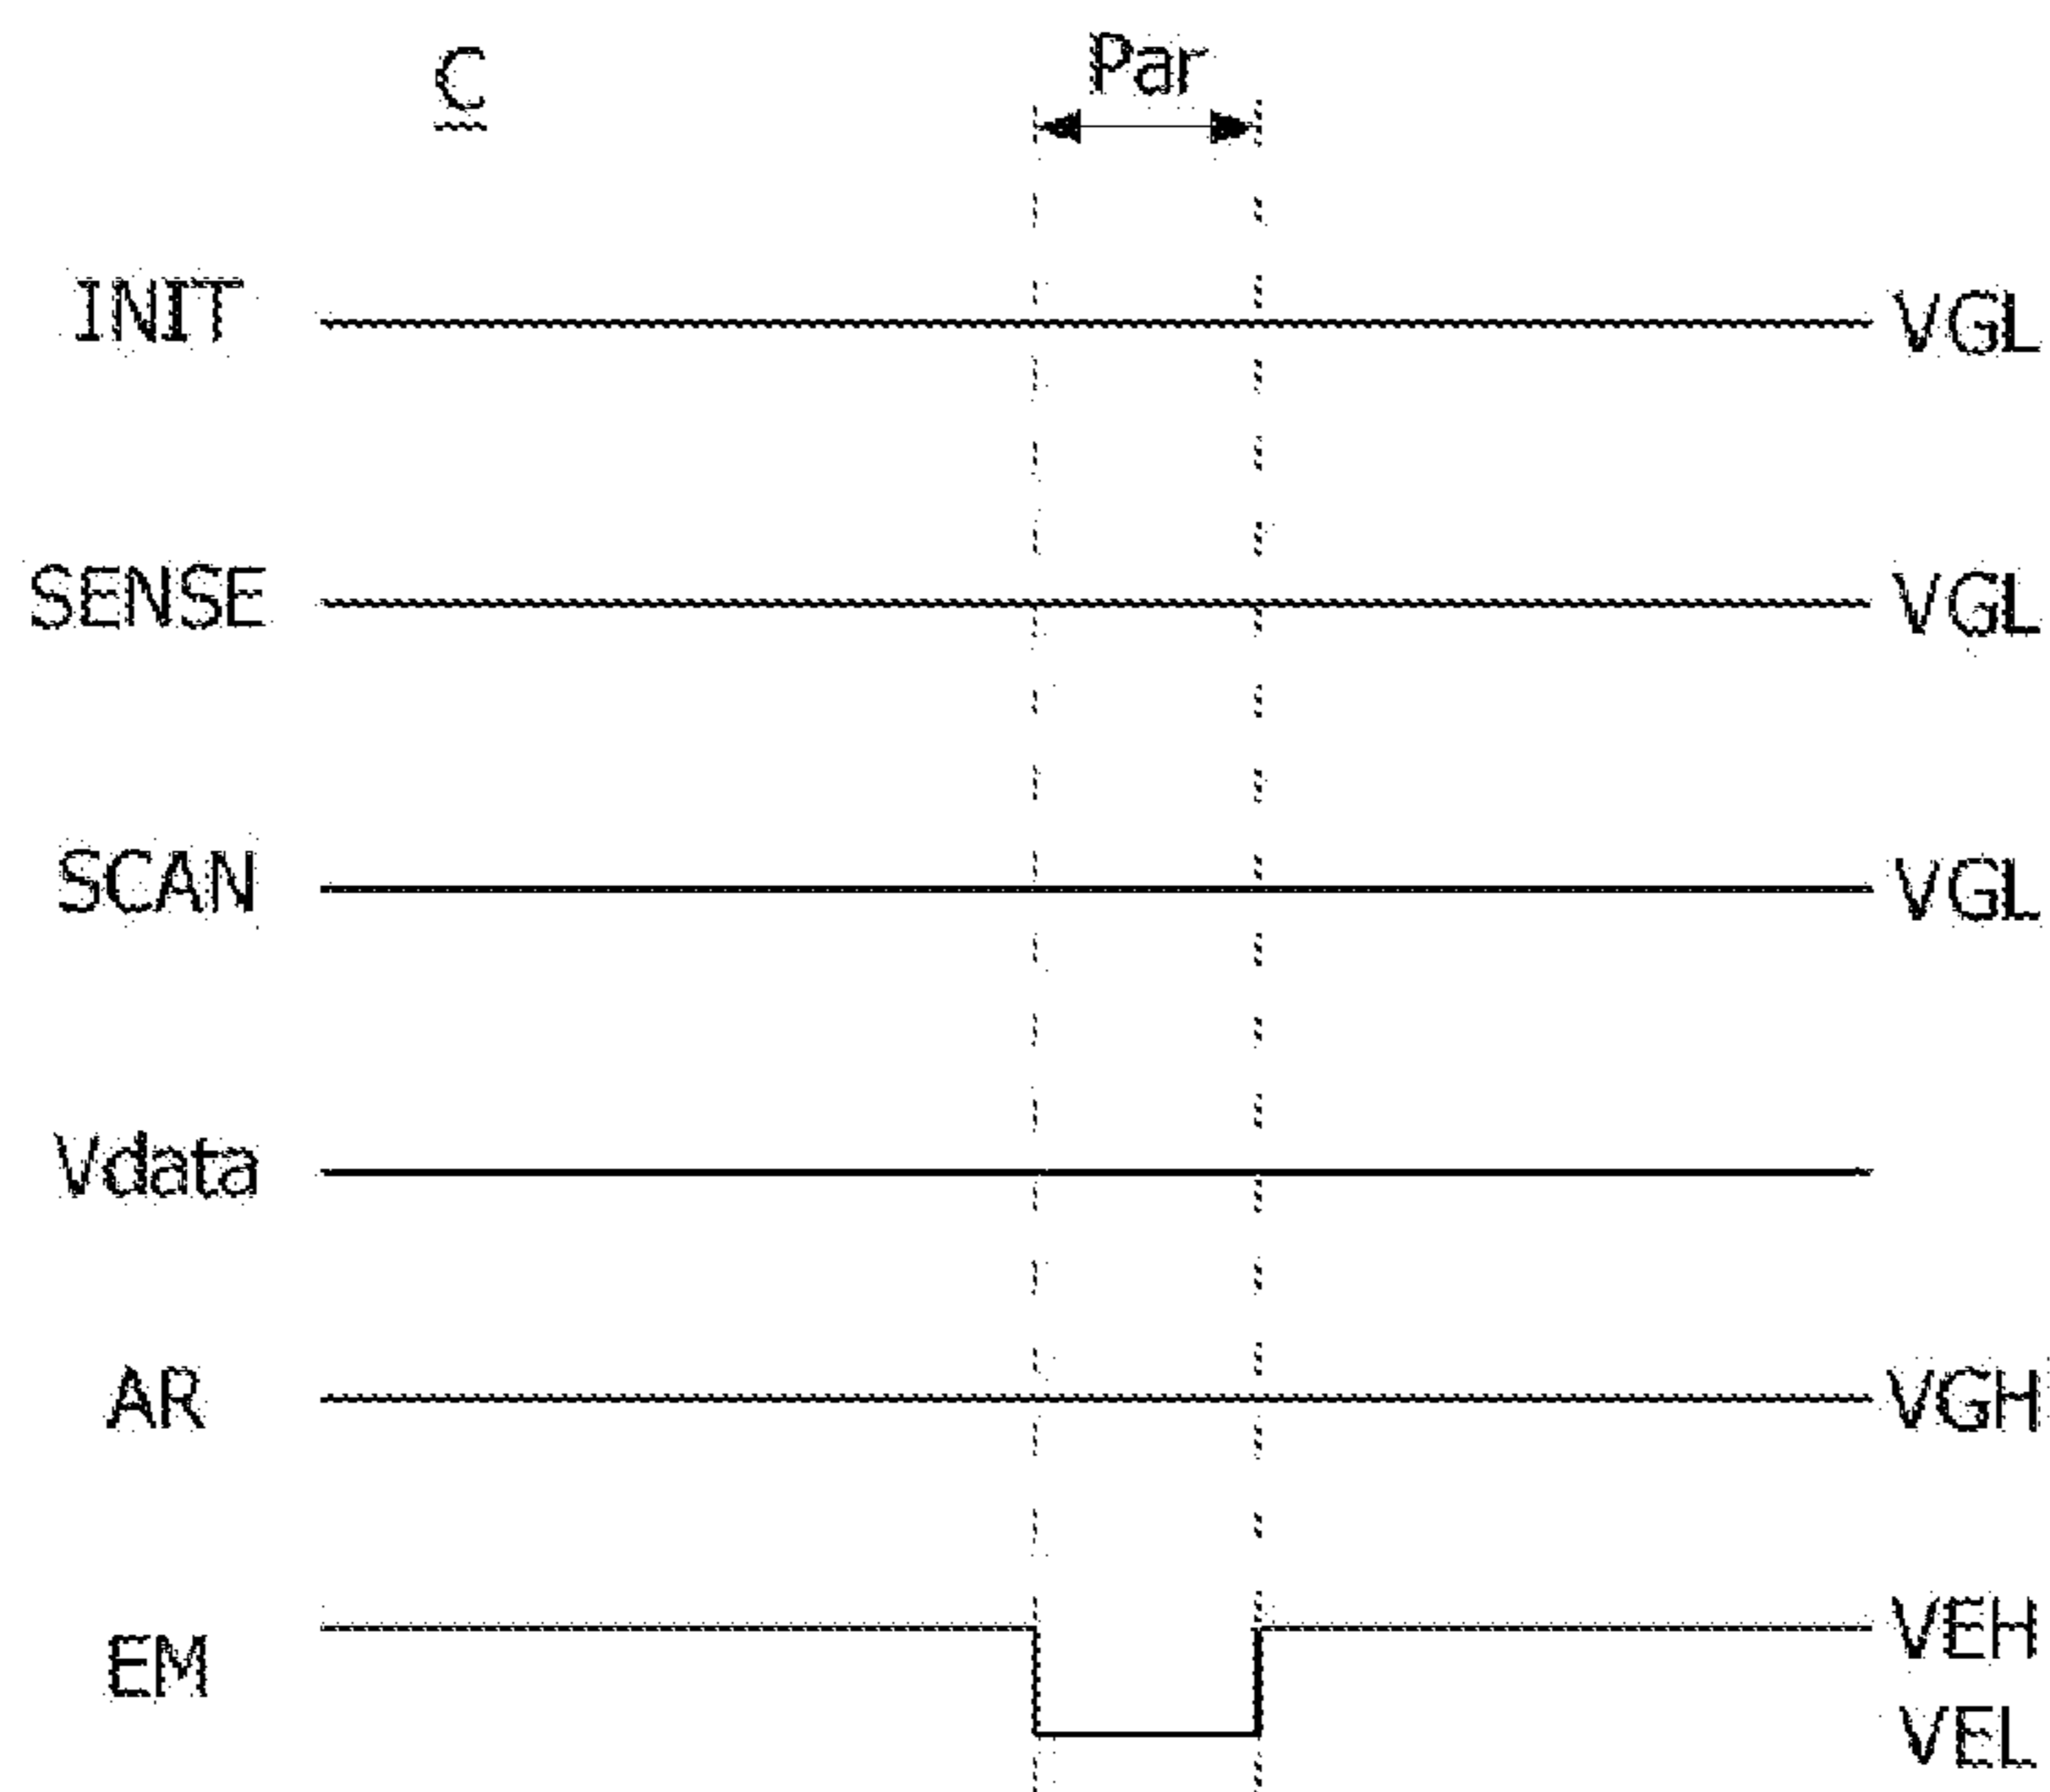 C Par
INIT VGL
SENSE VGL
SCAN VGL
Vdata
AR VGH
EM VEH
VEL